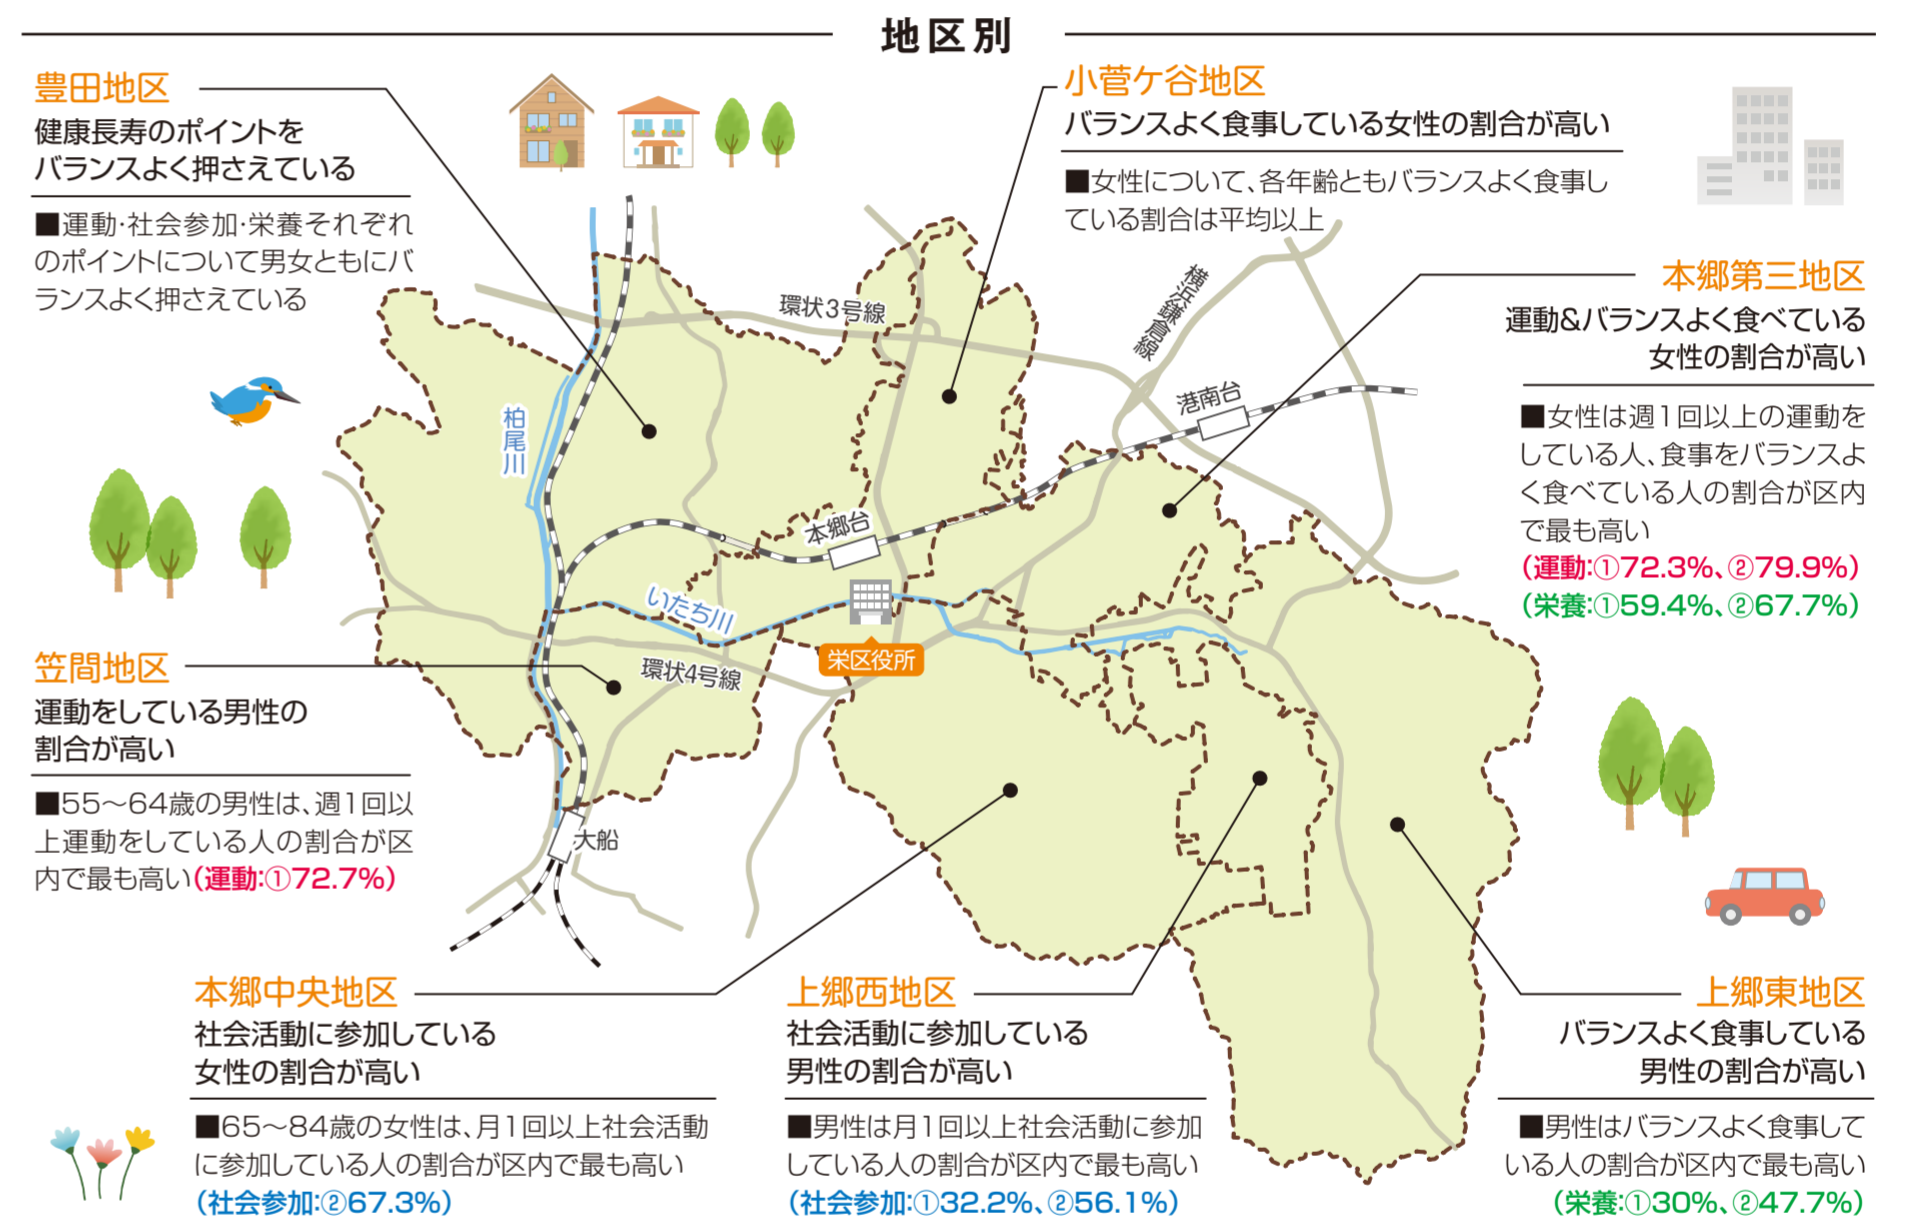 地区別
豊田地区
健康長寿のポイントを
バランスよく押さえている
■運動・社会参加・栄養それぞれ
のポイントについて男女ともにバ
ランスよく押さえている
小菅ケ谷地区
バランスよく食事している女性の割合が高い
■女性について、各年齢ともバランスよく食事し
ている割合は平均以上
本郷第三地区
運動&バランスよく食べている
女性の割合が高い
■女性は週1回以上の運動を
している人、食事をバランスよ
く食べている人の割合が区内
で最も高い
(運動:①72.3%、②79.9%)
(栄養:①59.4%、②67.7%)
環状3号線
横浜鎌倉線
港南台
柏尾川
本郷台
いたち川
栄区役所
環状4号線
大船
笠間地区
運動をしている男性の
割合が高い
■55～64歳の男性は、週1回以
上運動をしている人の割合が区
内で最も高い(運動:①72.7%)
本郷中央地区
社会活動に参加している
女性の割合が高い
■65～84歳の女性は、月1回以上社会活動
に参加している人の割合が区内で最も高い
(社会参加:②67.3%)
上郷西地区
社会活動に参加している
男性の割合が高い
■男性は月1回以上社会活動に参加
している人の割合が区内で最も高い
(社会参加:①32.2%、②56.1%)
上郷東地区
バランスよく食事している
男性の割合が高い
■男性はバランスよく食事して
いる人の割合が区内で最も高い
(栄養:①30%、②47.7%)